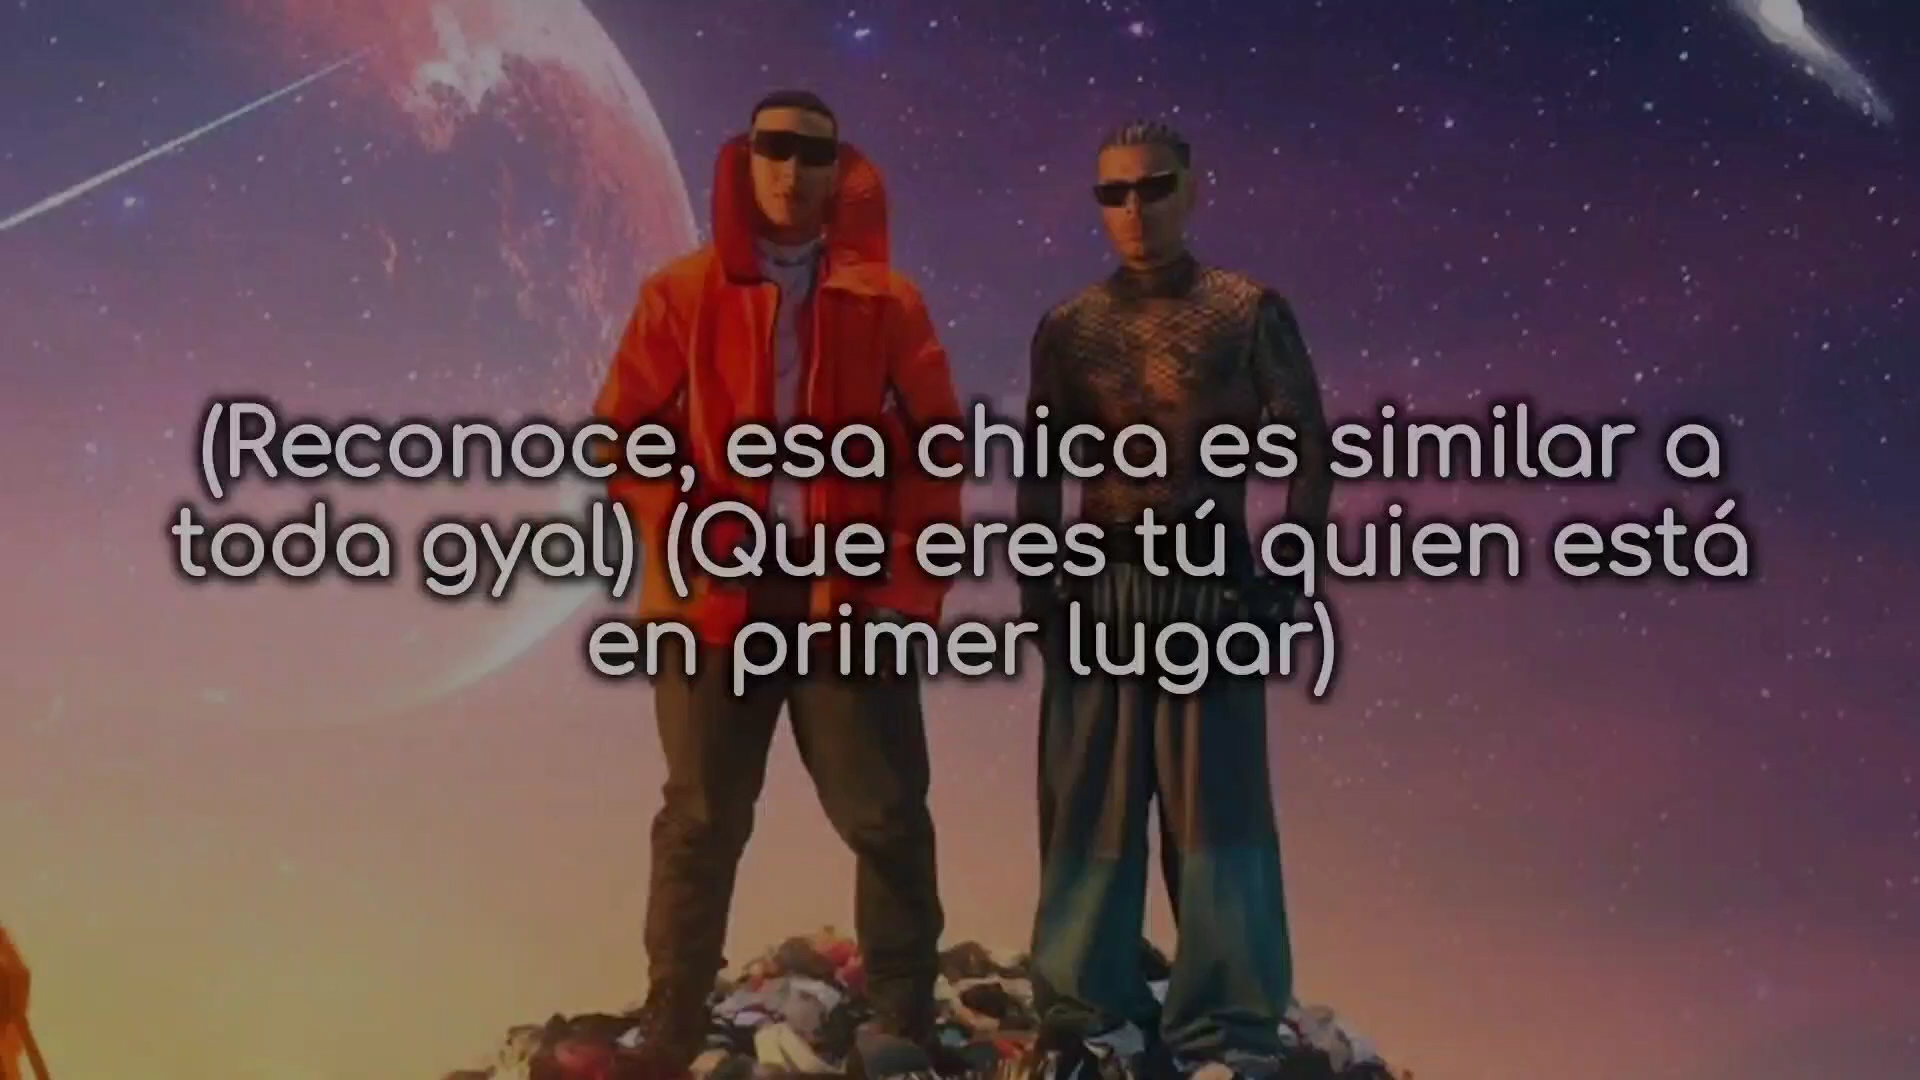 (Reconoce, esa chica es similar a
toda gyal) (Que eres tú quien está
en primer lugar)